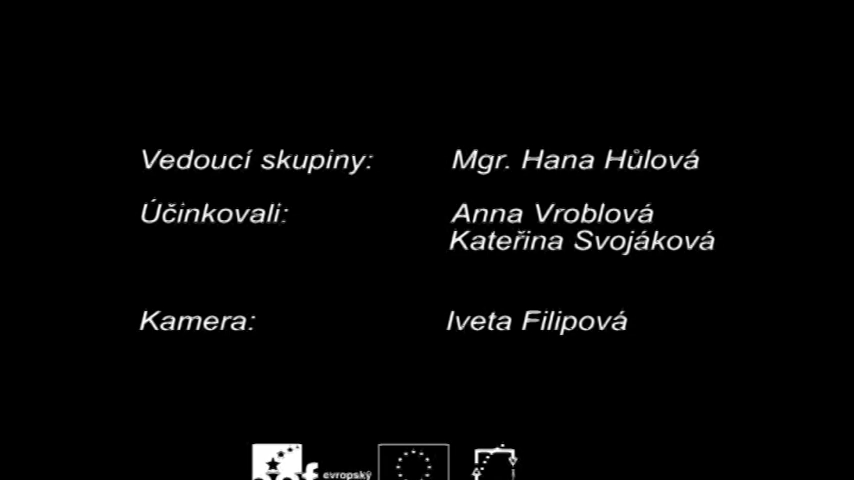 Vedoucí skupiny: Mgr. Hana Hůlová
Účinkovali: Anna Vroblová
Kateřina Svojáková
Kamera: Iveta Filipová
evropský